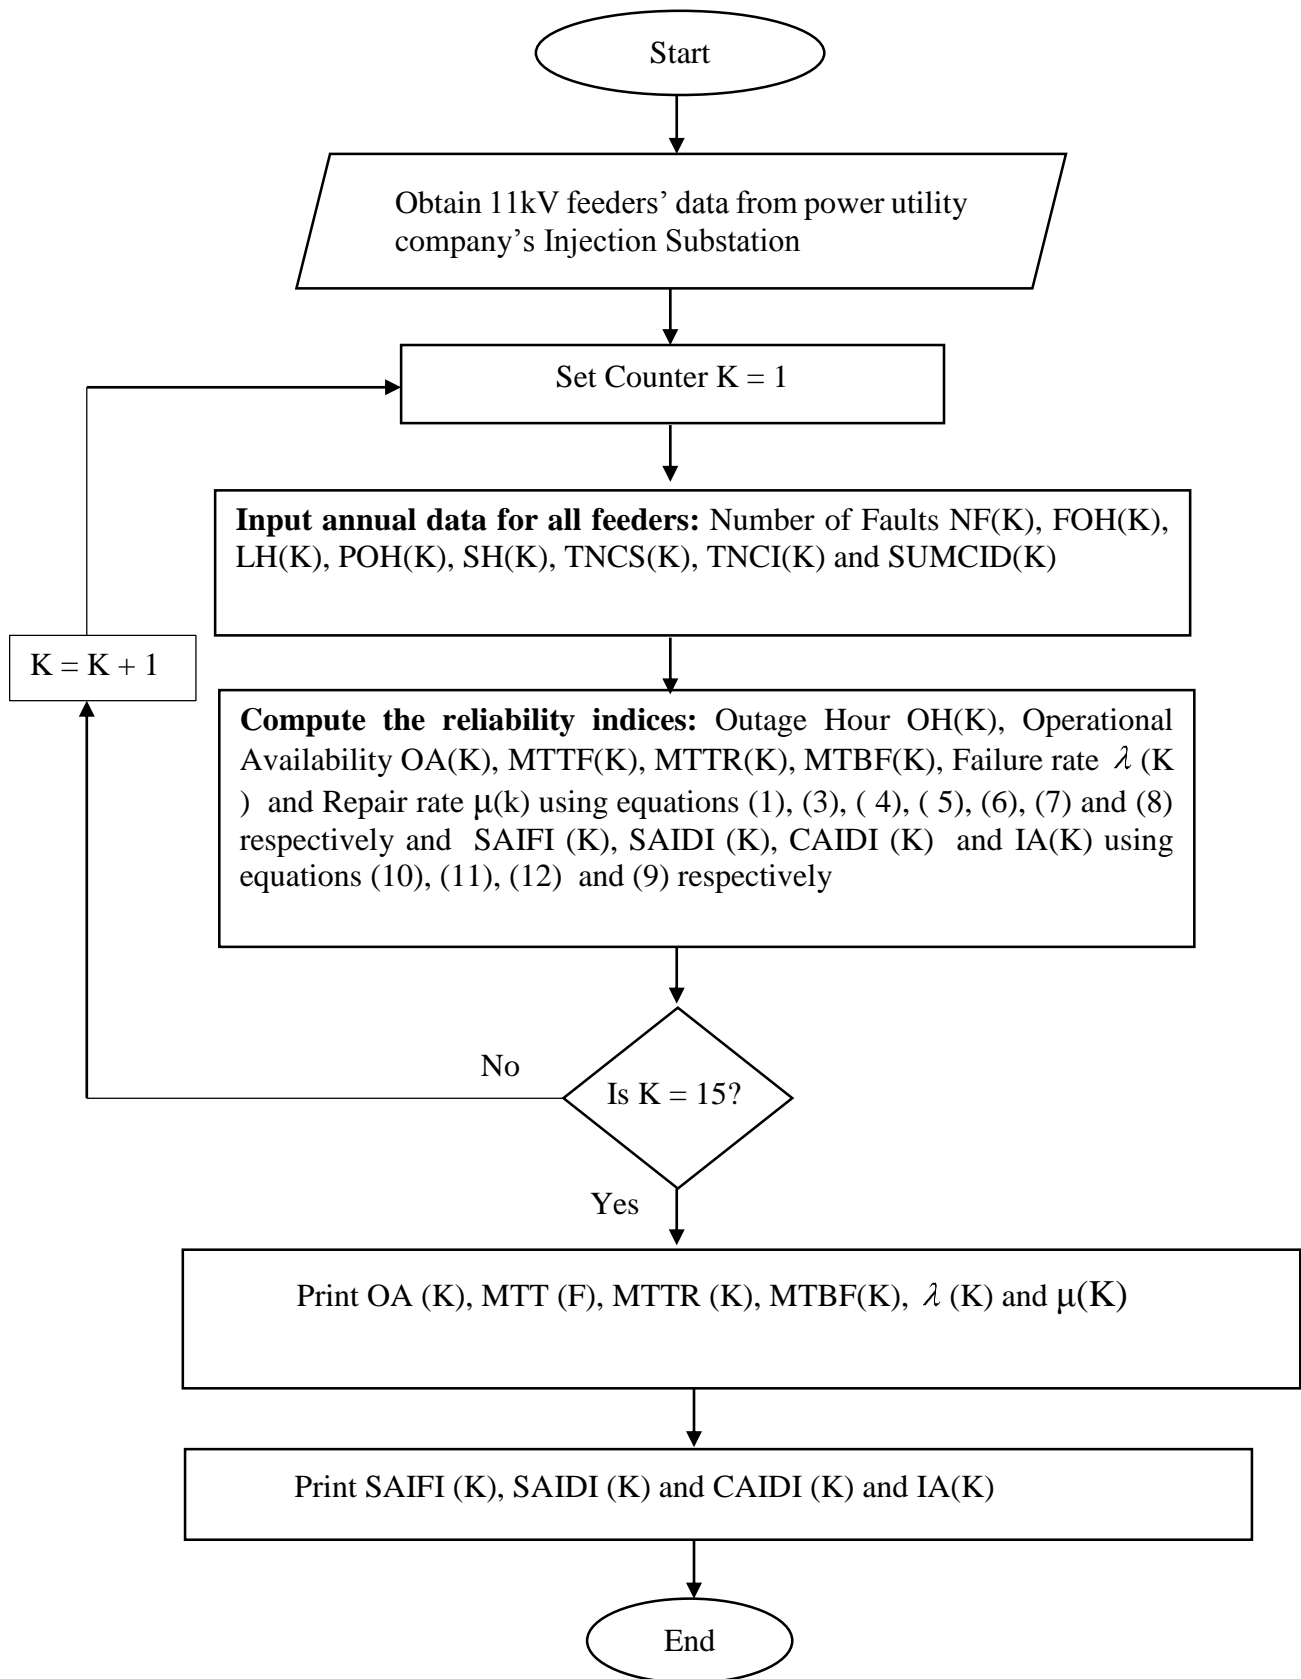 Start
Obtain 11kV feeders’ data from power utility
company’s Injection Substation
Set Counter K = 1
Input annual data for all feeders: Number of Faults NF(K), FOH(K),
LH(K), POH(K), SH(K), TNCS(K), TNCI(K) and SUMCID(K)
K = K + 1
Compute the reliability indices: Outage Hour OH(K), Operational
Availability OA(K), MTTF(K), MTTR(K), MTBF(K), Failure rate λ (K
) and Repair rate µ(k) using equations (1), (3), ( 4), ( 5), (6), (7) and (8)
respectively and SAIFI (K), SAIDI (K), CAIDI (K) and IA(K) using
equations (10), (11), (12) and (9) respectively
No
Is K = 15?
Yes
Print OA (K), MTT (F), MTTR (K), MTBF(K), λ (K) and µ(K)
Print SAIFI (K), SAIDI (K) and CAIDI (K) and IA(K)
End